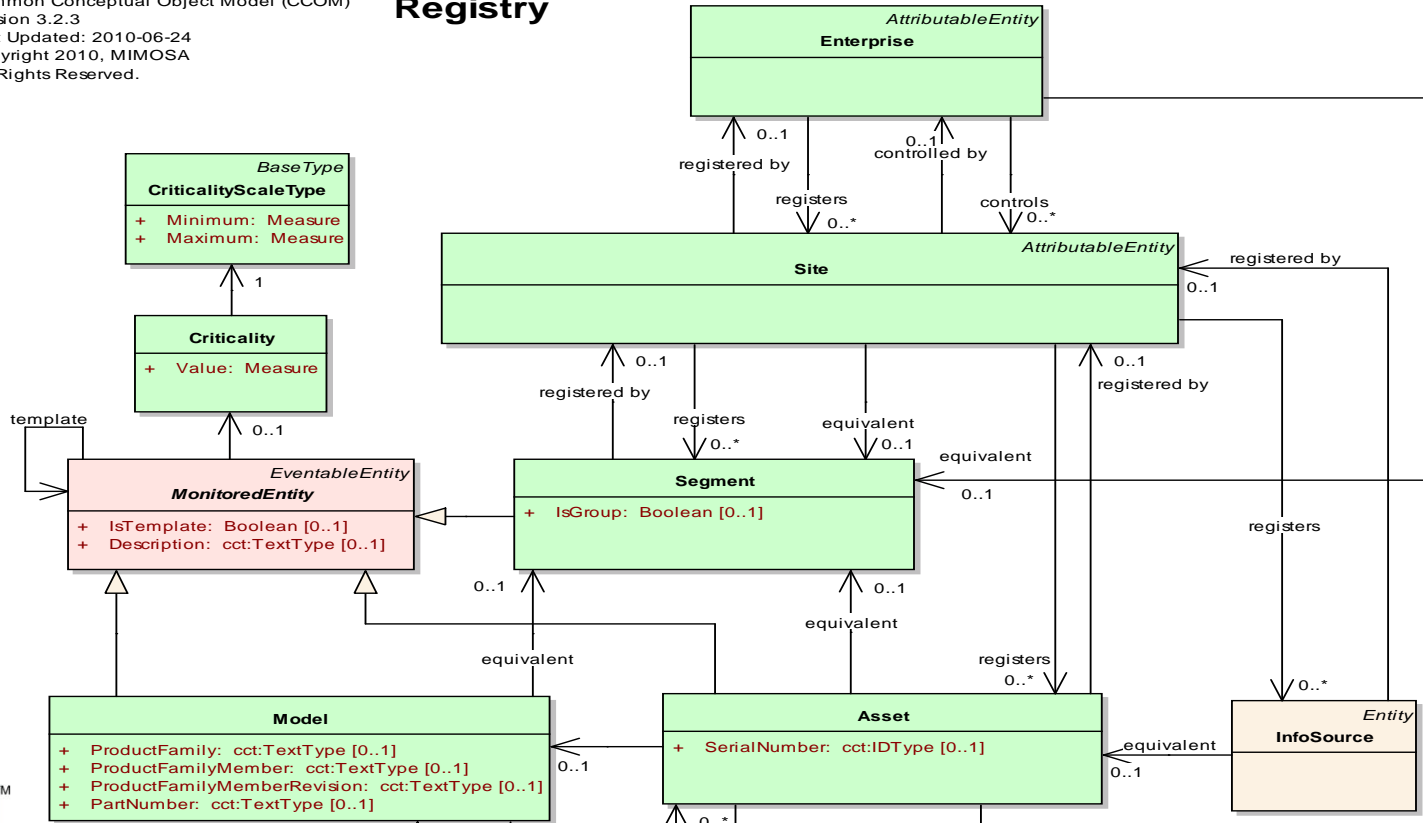 Registry
mmon Conceptual Object Model (CCOM)
sion 3.2.3
: Updated: 2010-06-24
yright 2010, MIMOSA
Rights Reserved.
AttributableEntity
Enterprise
0..1
registered by
registers
0..*
0..1
controlled by
controls
0..*
BaseType
CriticalityScaleType
+ Minimum: Measure
+ Maximum: Measure
1
Criticality
+ Value: Measure
0..1
template
EventableEntity
MonitoredEntity
+ IsTemplate: Boolean [0..1]
+ Description: cct:TextType [0..1]
AttributableEntity
Site
registered by
0..1
0..1
registered by
registers
0..*
equivalent
0..1
0..1
registered by
Segment
+ IsGroup: Boolean [0..1]
equivalent
0..1
registers
0..1
equivalent
0..1
equivalent
registers
0..*
0..*
Model
+ ProductFamily: cct:TextType [0..1]
+ ProductFamilyMember: cct:TextType [0..1]
+ ProductFamilyMemberRevision: cct:TextType [0..1]
+ PartNumber: cct:TextType [0..1]
0..1
Asset
+ SerialNumber: cct:IDType [0..1]
equivalent
0..1
Entity
InfoSource
TM
0..*